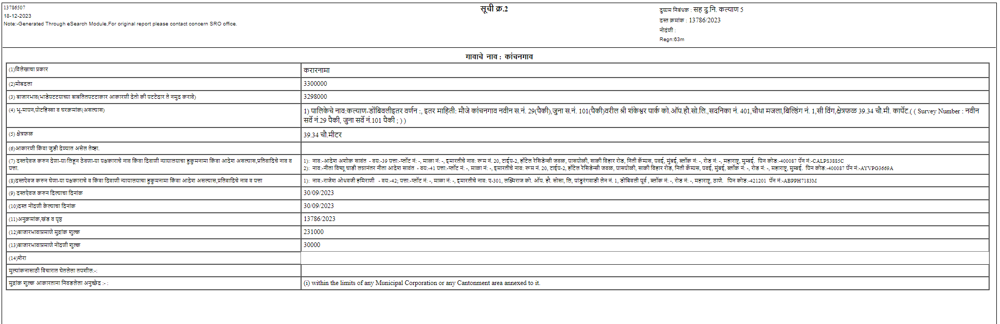 13786507
18-12-2023
Note:-Generated Through eSearch Module,For original report please contact concern SRO office.
सूची क्र.2
दुय्यम निबंधक : सह दु.नि. कल्याण 5
दस्त क्रमांक : 13786/2023
नोदंणी :
Regn:63m
गावाचे नाव : कांचनगाव
(1)विलेखाचा प्रकार
करारनामा
(2)मोबदला
3300000
(3) बाजारभाव(भाडेपटटयाच्या बाबतितपटटाकार आकारणी देतो की पटटेदार ते नमुद करावे)
3298000
(4) भू-मापन,पोटहिस्सा व घरक्रमांक(असल्यास)
1) पालिकेचे नाव:कल्याण-डोंबिवलीइतर वर्णन :, इतर माहिती: मौजे कांचनगाव नवीन स.नं. 29(पैकी),जुना स.नं. 101(पैकी)वरील श्री शंकेश्वर पार्क को.ऑप.हौ.सो.लि.,सदनिका नं. 401,चौथा मजला,बिल्डिंग नं. 1,सी विंग,क्षेत्रफळ 39.34 चौ.मी. कार्पेट.( ( Survey Number : नवीन
सर्वे नं.29 पैकी, जुना सर्वे नं.101 पैकी ; ) )
(5) क्षेत्रफळ
39.34 चौ.मीटर
(6)आकारणी किंवा जुडी देण्यात असेल तेव्हा.
(7) दस्तऐवज करुन देणा-या/लिहून ठेवणा-या पक्षकाराचे नाव किंवा दिवाणी न्यायालयाचा हुकुमनामा किंवा आदेश असल्यास,प्रतिवादिचे नाव व
पत्ता.
1): नाव:-आदेश अशोक सावंत - वय:-39 पत्ता:-प्लॉट नं: -, माळा नं: -, इमारतीचे नाव: रूम नं. 20, टाईप-2, हॉटेल रेसिडेन्सी जवळ, पासपोळी, साकी विहार रोड, निती कॅम्पस, पवई, मुंबई, ब्लॉक नं: -, रोड नं: -, महाराष्ट्र, मुम्बई. पिन कोड:-400087 पॅन नं:-CALPS3885C
2): नाव:-नीता विष्णू घाडी लग्नानंतर नीता आदेश सावंत - वय:-41 पत्ता:-प्लॉट नं: -, माळा नं: -, इमारतीचे नाव: रूम नं. 20, टाईप-2, हॉटेल रेसिडेन्सी जवळ, पासपोळी, साकी विहार रोड, निती कॅम्पस, पवई, मुंबई, ब्लॉक नं: -, रोड नं: -, महाराष्ट्र, मुम्बई. पिन कोड:-400087 पॅन नं:-AYVPG3669A
(8)दस्तऐवज करुन घेणा-या पक्षकाराचे व किंवा दिवाणी न्यायालयाचा हुकुमनामा किंवा आदेश असल्यास,प्रतिवादिचे नाव व पत्ता
1): नाव:-राजेश ओधवजी हमिराणी - वय:-42; पत्ता:-प्लॉट नं: -, माळा नं: -, इमारतीचे नाव: ए-301, लक्ष्मिराज को. ऑप. हौ. सोसा, लि, पांडुरंगवाडी लेन नं. 1, डोंबिवली पूर्व , ब्लॉक नं: -, रोड नं: -, महाराष्ट्र, ठाणे. पिन कोड:-421201 पॅन नं:-ABPPH7183M
(9) दस्तऐवज करुन दिल्याचा दिनांक
30/09/2023
(10)दस्त नोंदणी केल्याचा दिनांक
30/09/2023
(11)अनुक्रमांक,खंड व पृष्ठ
13786/2023
(12)बाजारभावाप्रमाणे मुद्रांक शुल्क
231000
(13)बाजारभावाप्रमाणे नोंदणी शुल्क
30000
(14)शेरा
मुल्यांकनासाठी विचारात घेतलेला तपशील:-:
मुद्रांक शुल्क आकारताना निवडलेला अनुच्छेद :- :
(i) within the limits of any Municipal Corporation or any Cantonment area annexed to it.